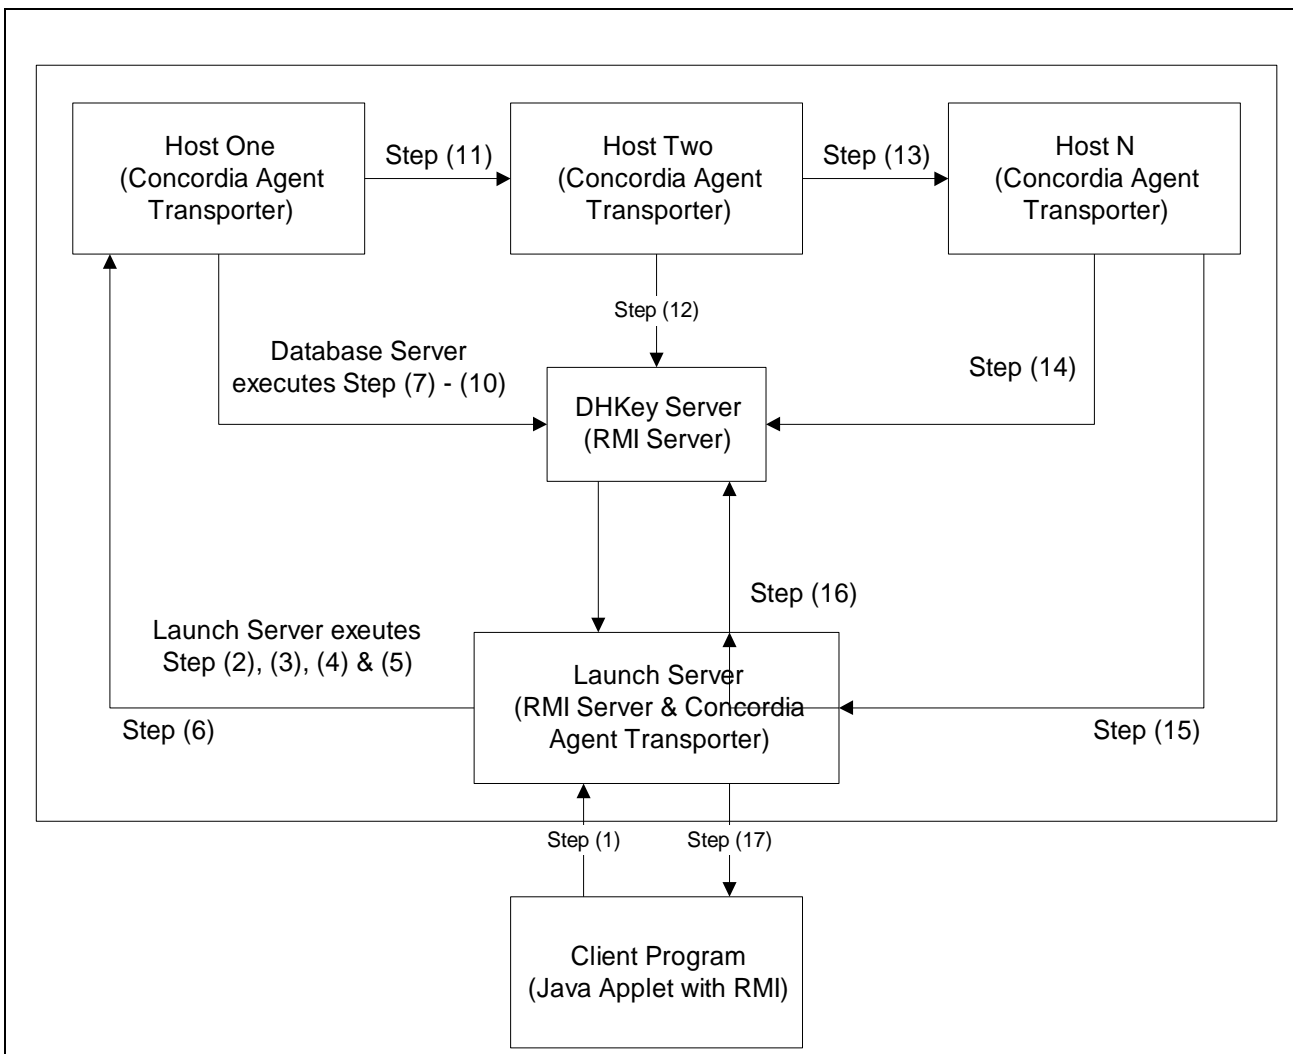 Host One
(Concordia Agent
Transporter)
Step (11)
Host Two
(Concordia Agent
Transporter)
Step (13)
Host N
(Concordia Agent
Transporter)
Step (12)
Database Server
executes Step (7) - (10)
Step (14)
DHKey Server
(RMI Server)
Step (16)
Launch Server exeutes
Step (2), (3), (4) & (5)
Launch Server
(RMI Server & Concordia
Agent Transporter)
Step (6)
Step (15)
Step (1)
Step (17)
Client Program
(Java Applet with RMI)